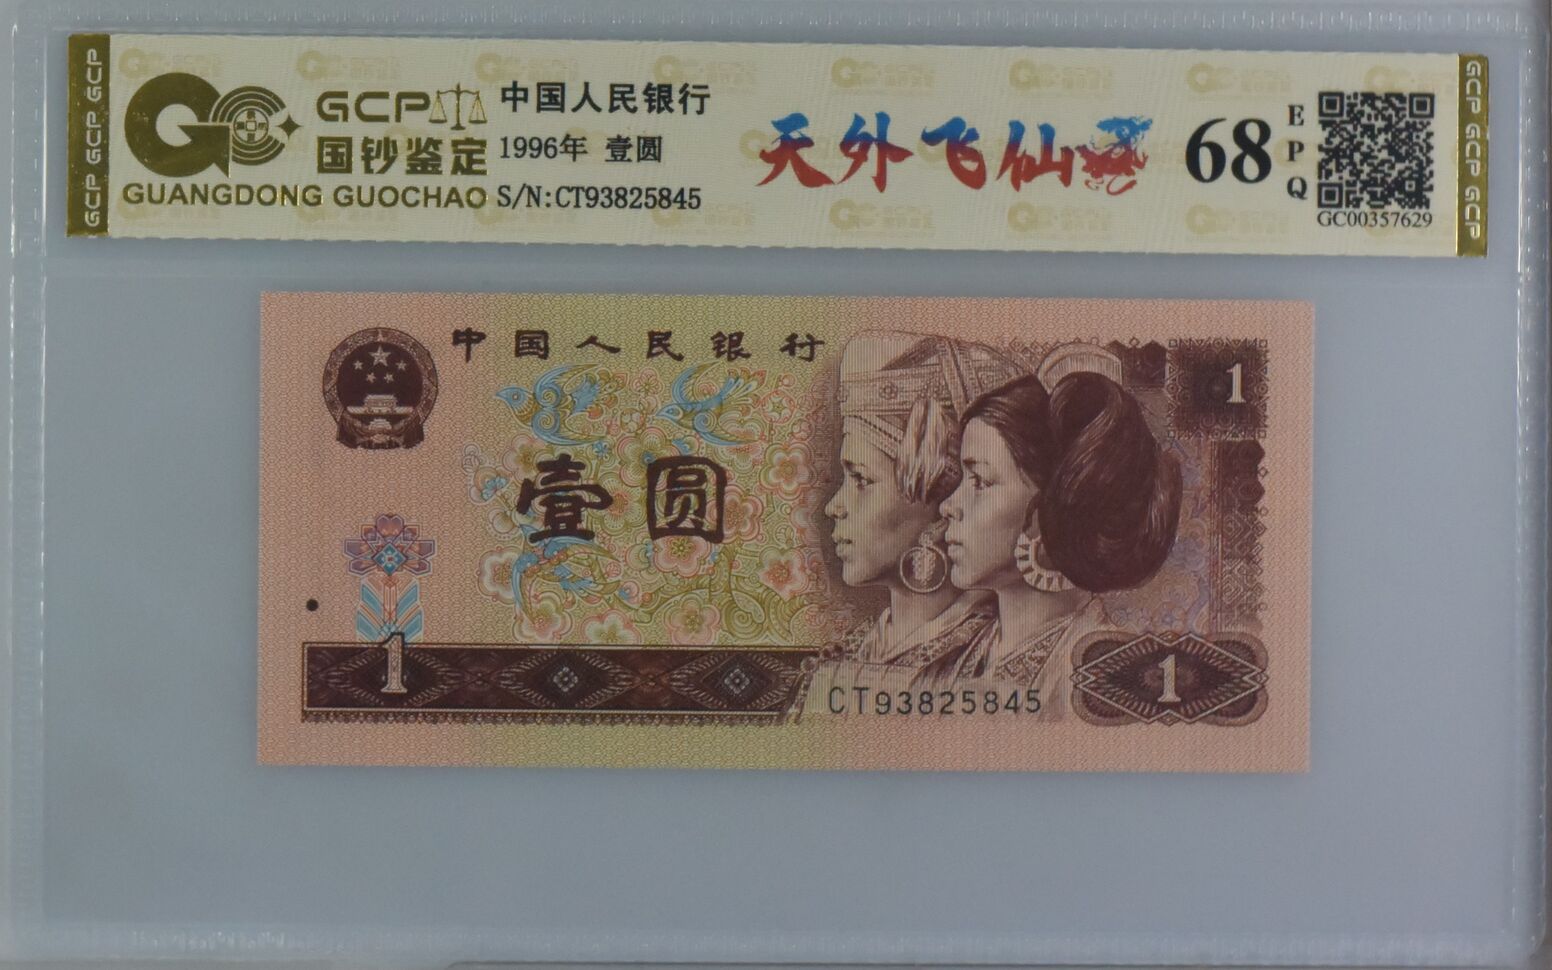 GCP GCP GCP
GCP
国钞鉴定
GUANGDONG GUOCHAO
中国人民银行
1996年 壹圆
S/N:CT93825845
天外飞仙
68
EPQ
GC00357629
GCP GCP GCP
中国人民银行
1
壹圆
1
CT93825845
1